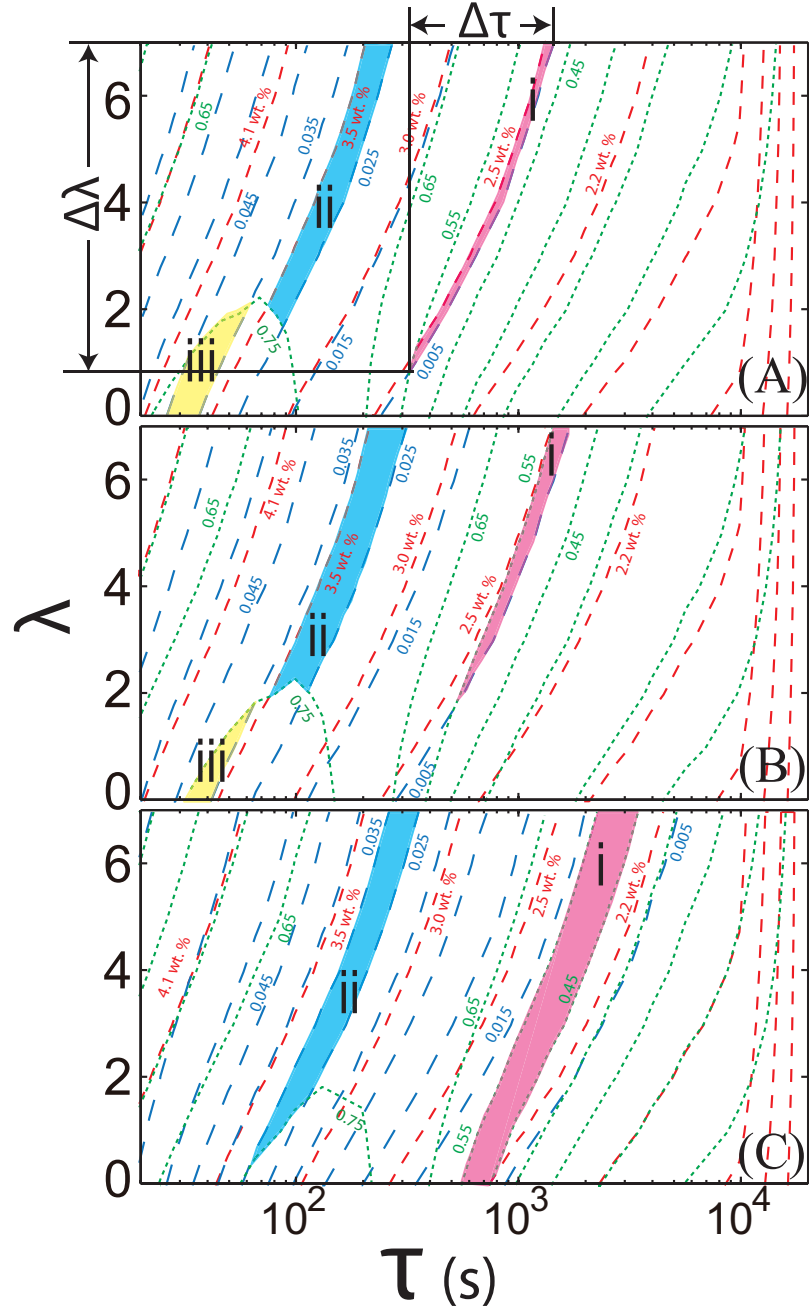 Δτ
Δλ
6
4
2
0
0.65
4.1 wt. %
0.045
0.035
3.5 wt. %
0.025
3.0 wt. %
0.65
0.55
2.5 wt. %
0.45
2.2 wt. %
i
ii
iii
0.75
0.015
0.005
(A)
λ
6
4
2
0
0.65
4.1 wt. %
0.045
0.035
3.5 wt. %
0.025
3.0 wt. %
0.015
0.65
0.55
2.5 wt. %
0.45
2.2 wt. %
i
ii
iii
0.75
0.005
(B)
6
4
2
0
4.1 wt. %
0.045
0.65
3.5 wt. %
0.035
0.025
3.0 wt. %
0.65
0.015
2.5 wt. %
2.2 wt. %
0.005
0.45
0.55
i
ii
0.75
(C)
10²
10³
10⁴
τ (s)